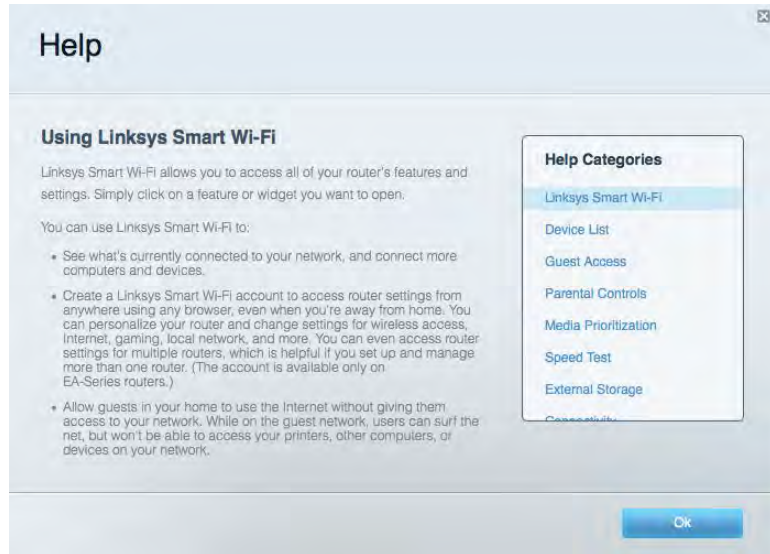 Help
Using Linksys Smart Wi-Fi
Linksys Smart Wi-Fi allows you to access all of your router's features and
settings. Simply click on a feature or widget you want to open.
You can use Linksys Smart Wi-Fi to:
• See what's currently connected to your network, and connect more
computers and devices.
• Create a Linksys Smart Wi-Fi account to access router settings from
anywhere using any browser, even when you're away from home. You
can personalize your router and change settings for wireless access,
Internet, gaming, local network, and more. You can even access router
settings for multiple routers, which is helpful if you set up and manage
more than one router. (The account is available only on
EA-Series routers.)
• Allow guests in your home to use the Internet without giving them
access to your network. While on the guest network, users can surf the
net, but won't be able to access your printers, other computers, or
devices on your network.
Help Categories
Linksys Smart Wi-Fi
Device List
Guest Access
Parental Controls
Media Prioritization
Speed Test
External Storage
Connectivity
Ok